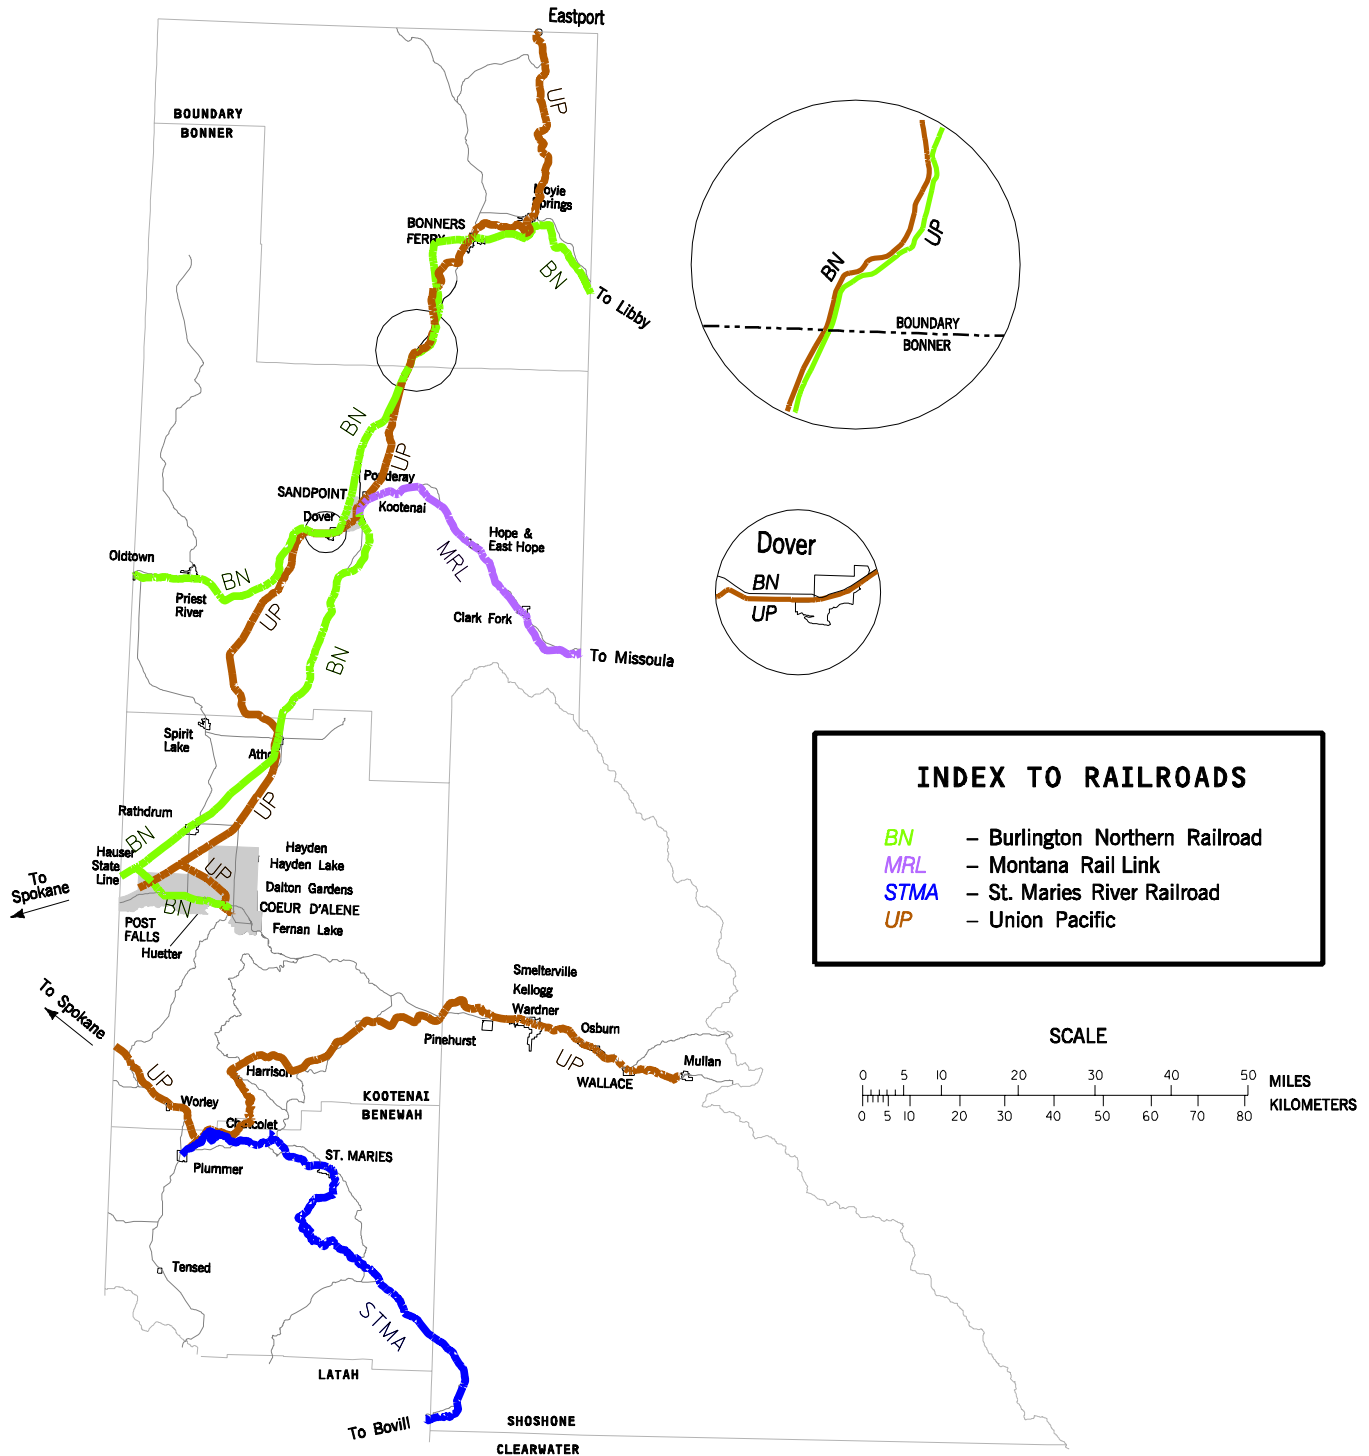 Eastport
UP
BOUNDARY
BONNER
Moyie
Springs
BONNERS
FERRY
BN
To Libby
BN
UP
BOUNDARY
BONNER
BN
UP
Ponderay
SANDPOINT
Kootenai
Dover
Hope &
East Hope
MRL
Oldtown
BN
Priest
River
UP
Clark Fork
To Missoula
BN
Dover
BN
UP
Spirit
Lake
Athol
Rathdrum
UP
BN
Hauser
State
Line
To
Spokane
UP
BN
Hayden
Hayden Lake
Dalton Gardens
COEUR D'ALENE
Fernan Lake
POST
FALLS
Huetter
INDEX TO RAILROADS
BN – Burlington Northern Railroad
MRL – Montana Rail Link
STMA – St. Maries River Railroad
UP – Union Pacific
To Spokane
Smelterville
Kellogg
Wardner
Osburn
Pinehurst
UP
Mullan
WALLACE
Harrison
UP
Worley
KOOTENAI
BENEWAH
Chatcolet
ST. MARIES
Plummer
SCALE
0 5 10 20 30 40 50 MILES
KILOMETERS
0 5 10 20 30 40 50 60 70 80
Tensed
STMA
LATAH
To Bovill
SHOSHONE
CLEARWATER